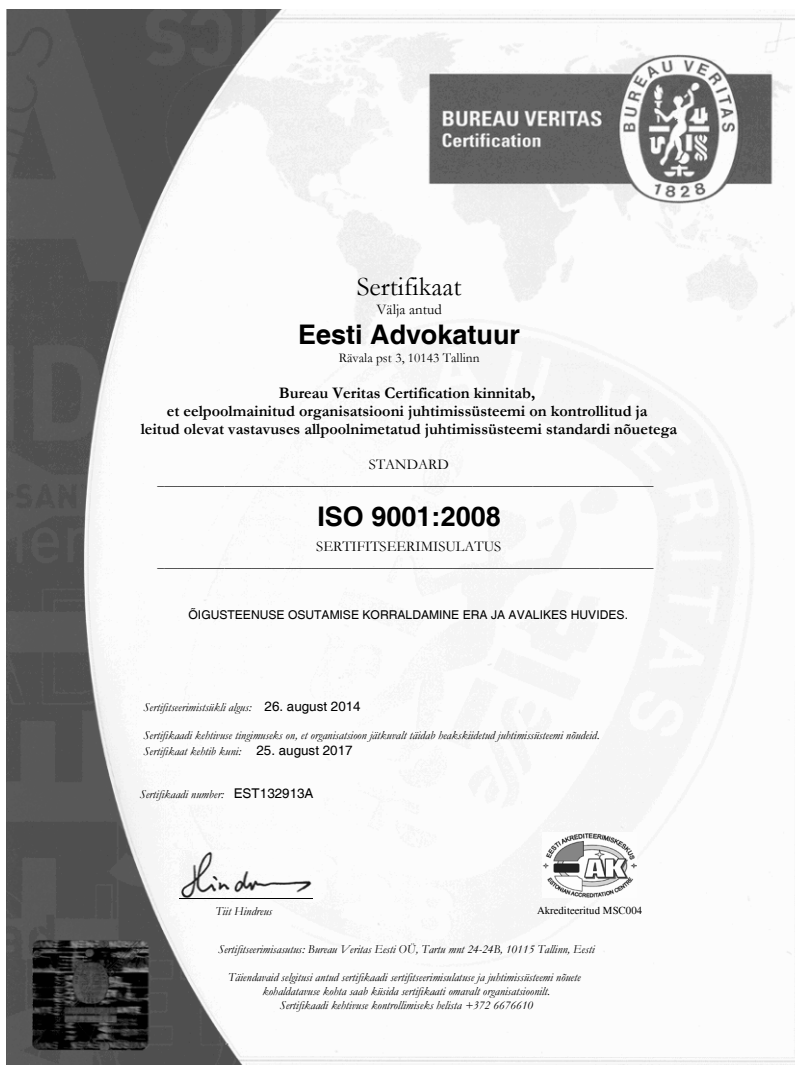 BUREAU VERITAS
Certification
BUREAU VERITAS
1828
Sertifikaat
Välja antud
Eesti Advokatuur
Rävala pst 3, 10143 Tallinn
Bureau Veritas Certification kinnitab,
et eelpoolmainitud organisatsiooni juhtimissüsteemi on kontrollitud ja
leitud olevat vastavuses allpoolnimetatud juhtimissüsteemi standardi nõuetega
STANDARD
ISO 9001:2008
SERTIFITSEERIMISULATUS
ÕIGUSTEENUSE OSUTAMISE KORRALDAMINE ERA JA AVALIKES HUVIDES.
Sertifitseerimistsükli algus: 26. august 2014
Sertifikaadi kehtivuse tingimuseks on, et organisatsioon jätkuvalt täidab heakskiidetud juhtimissüsteemi nõudeid.
Sertifikaat kehtib kuni: 25. august 2017
Sertifikaadi number: EST132913A
Hindreus
Tiit Hindreus
EESTI AKREDITEERIMISKESKUS
EAK
ESTONIAN ACCREDITATION CENTRE
Akrediteeritud MSC004
Sertifitseerimisasutus: Bureau Veritas Eesti OÜ, Tartu mnt 24-24B, 10115 Tallinn, Eesti
Täiendavaid selgitusi antud sertifikaadi sertifitseerimisulatuse ja juhtimissüsteemi nõuete
kohaldatavuse kohta saab küsida sertifikaati omavalt organisatsioonilt.
Sertifikaadi kehtivuse kontrollimiseks helista +372 6676610